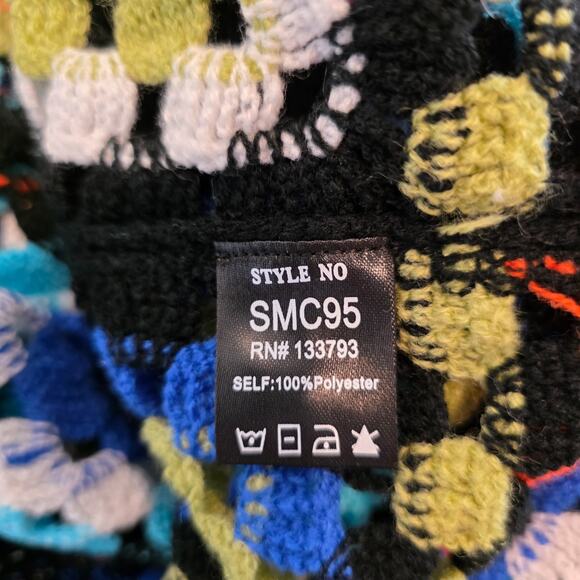 STYLE NO
SMC95
RN# 133793
SELF:100%Polyester